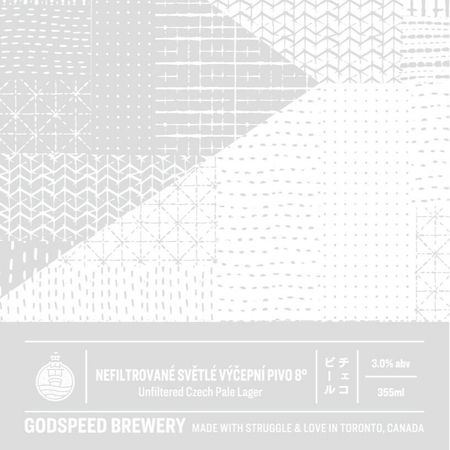 NEFILTROVANÉ SVĚTLÉ VÝČEPNÍ PIVO 8°
Unfiltered Czech Pale Lager
チェコ
ビール
3.0% abv
355ml
GODSPEED BREWERY MADE WITH STRUGGLE & LOVE IN TORONTO, CANADA